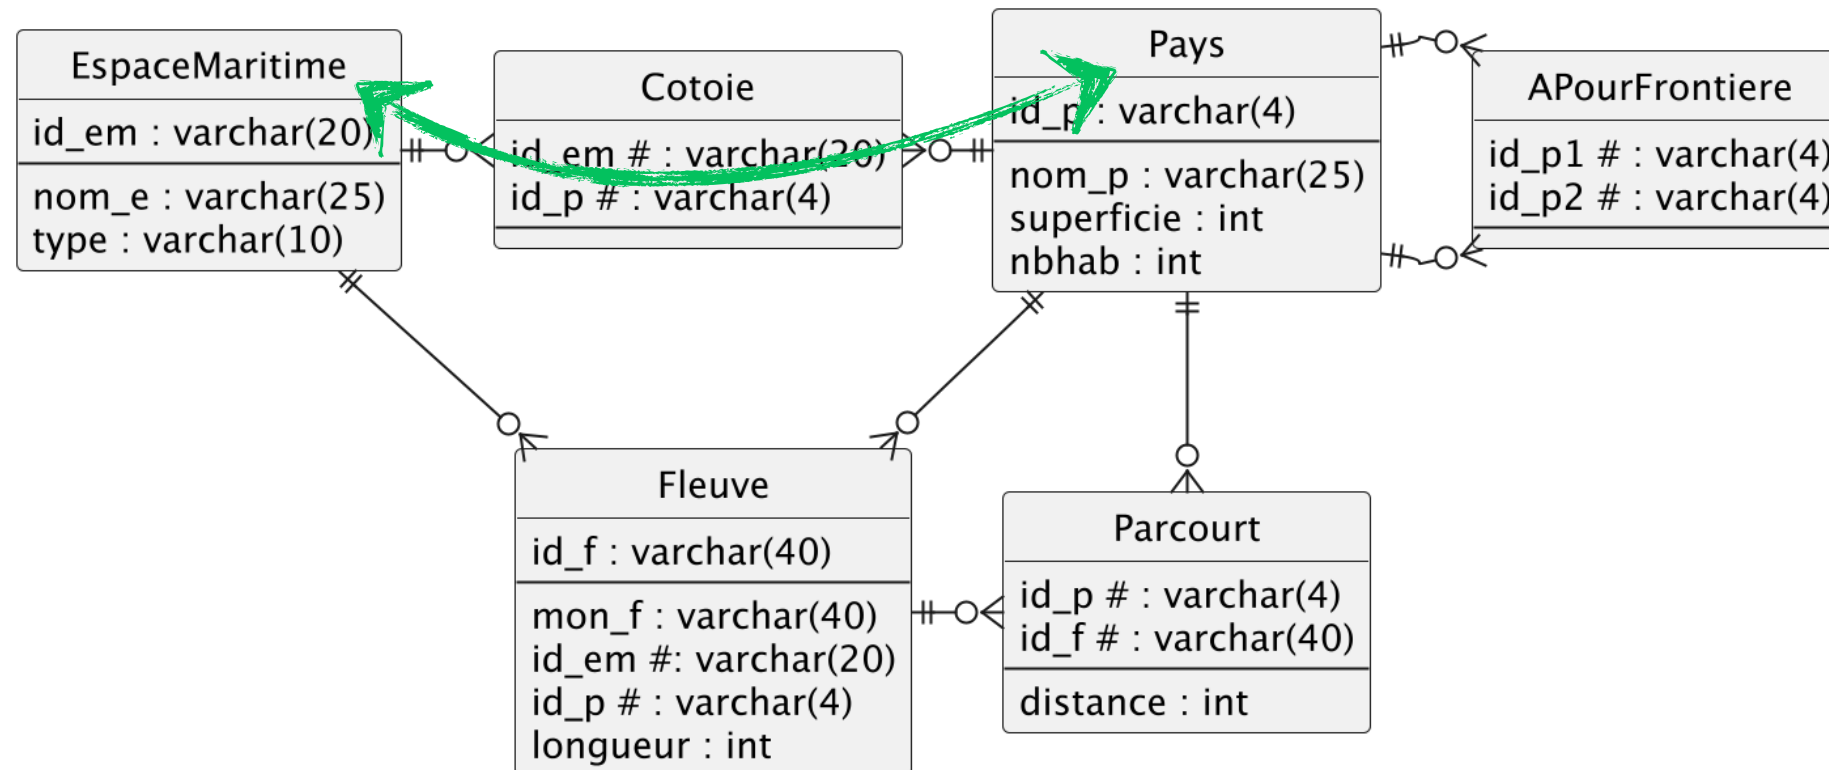 EspaceMaritime
id_em : varchar(20)
nom_e : varchar(25)
type : varchar(10)
Cotoie
id_em # : varchar(20)
id_p # : varchar(4)
Pays
id_p : varchar(4)
nom_p : varchar(25)
superficie : int
nbhab : int
APourFrontiere
id_p1 # : varchar(4)
id_p2 # : varchar(4)
Fleuve
id_f : varchar(40)
mon_f : varchar(40)
id_em #: varchar(20)
id_p # : varchar(4)
longueur : int
Parcourt
id_p # : varchar(4)
id_f # : varchar(40)
distance : int